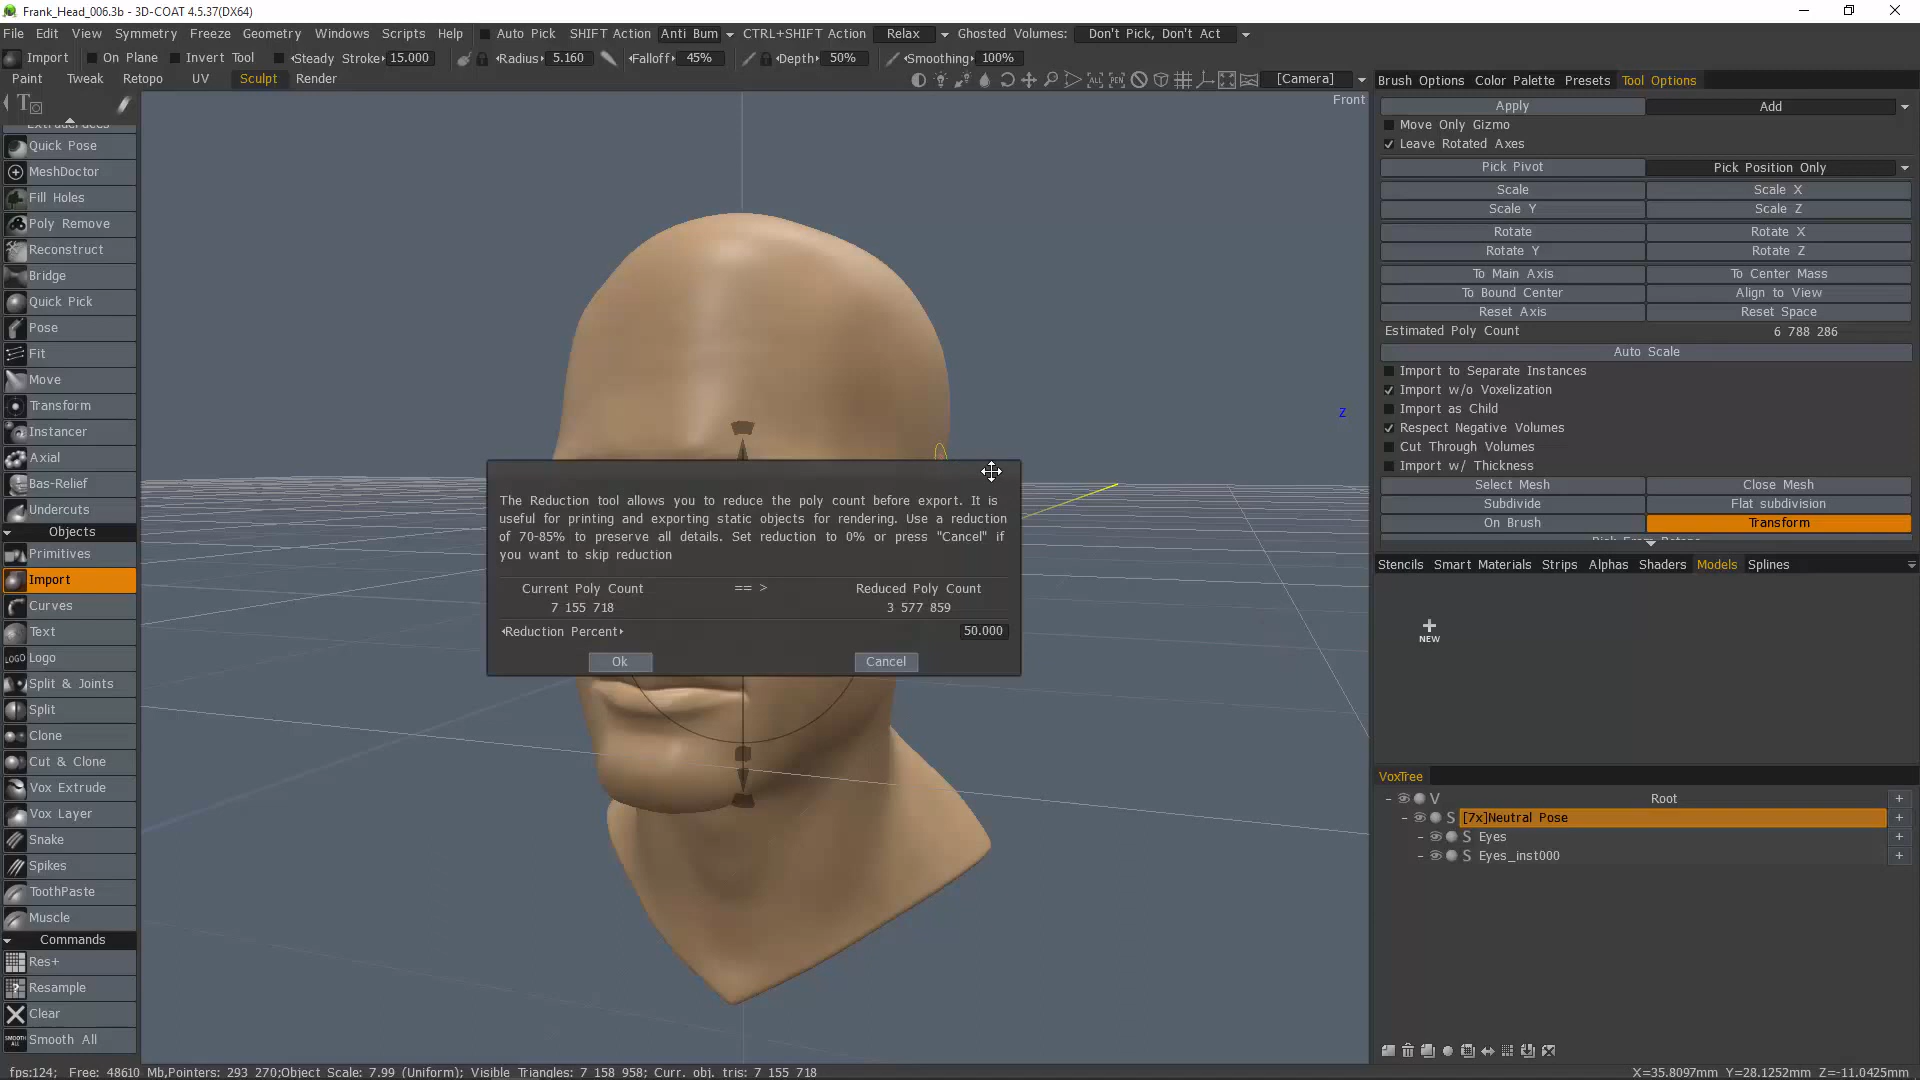 Frank_Head_006.3b - 3D-COAT 4.5.37(DX64)
File Edit View Symmetry Freeze Geometry Windows Scripts Help Auto Pick SHIFT Action Anti Bum CTRL+SHIFT Action Relax Ghosted Volumes: Don't Pick, Don't Act
Import On Plane Invert Tool Steady Stroke 15.000 Radius 5.160 Falloff 45% Depth 50% Smoothing 100%
Paint Tweak Retopo UV Sculpt Render
ALL PEN [Camera]
Front
Quick Pose
MeshDoctor
Fill Holes
Poly Remove
Reconstruct
Bridge
Quick Pick
Pose
Fit
Move
Transform
Instancer
Axial
Bas-Relief
Undercuts
Objects
Primitives
Import
Curves
Text
LOGO Logo
Split & Joints
Split
Clone
Cut & Clone
Vox Extrude
Vox Layer
Snake
Spikes
ToothPaste
Muscle
Commands
Res+
Resample
Clear
SMOOTH ALL Smooth All
Z
The Reduction tool allows you to reduce the poly count before export. It is
useful for printing and exporting static objects for rendering. Use a reduction
of 70-85% to preserve all details. Set reduction to 0% or press "Cancel" if
you want to skip reduction
Current Poly Count == > Reduced Poly Count
7 155 718 3 577 859
Reduction Percent 50.000
Ok Cancel
Brush Options Color Palette Presets Tool Options
Apply Add
Move Only Gizmo
Leave Rotated Axes
Pick Pivot Pick Position Only
Scale Scale X
Scale Y Scale Z
Rotate Rotate X
Rotate Y Rotate Z
To Main Axis To Center Mass
To Bound Center Align to View
Reset Axis Reset Space
Estimated Poly Count 6 788 286
Auto Scale
Import to Separate Instances
Import w/o Voxelization
Import as Child
Respect Negative Volumes
Cut Through Volumes
Import w/ Thickness
Select Mesh Close Mesh
Subdivide Flat subdivision
On Brush Transform
Stencils Smart Materials Strips Alphas Shaders Models Splines
NEW
VoxTree
V Root +
S [7x]Neutral Pose +
S Eyes +
S Eyes_inst000 +
fps:124; Free: 48610 Mb,Pointers: 293 270;Object Scale: 7.99 (Uniform); Visible Triangles: 7 158 958; Curr. obj. tris: 7 155 718
X=35.8097mm Y=28.1252mm Z=-11.0425mm